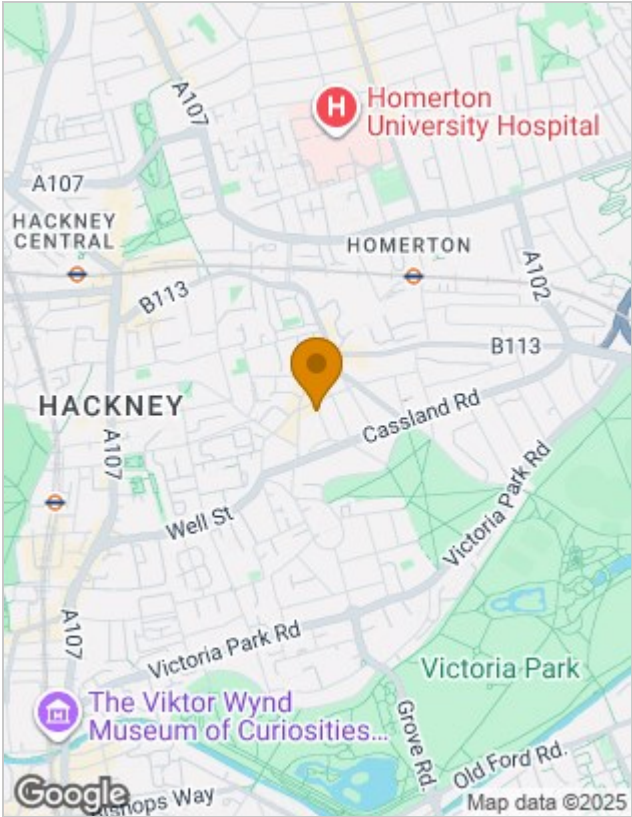 A107
H
Homerton
University Hospital
A107
HACKNEY
CENTRAL
HOMERTON
A102
B113
B113
HACKNEY
Cassland Rd
A107
Well St
Victoria Park Rd
A107
Victoria Park Rd
Victoria Park
The Viktor Wynd
Museum of Curiosities...
Grove Rd.
Old Ford Rd.
Google
Bishops Way
Map data ©2025